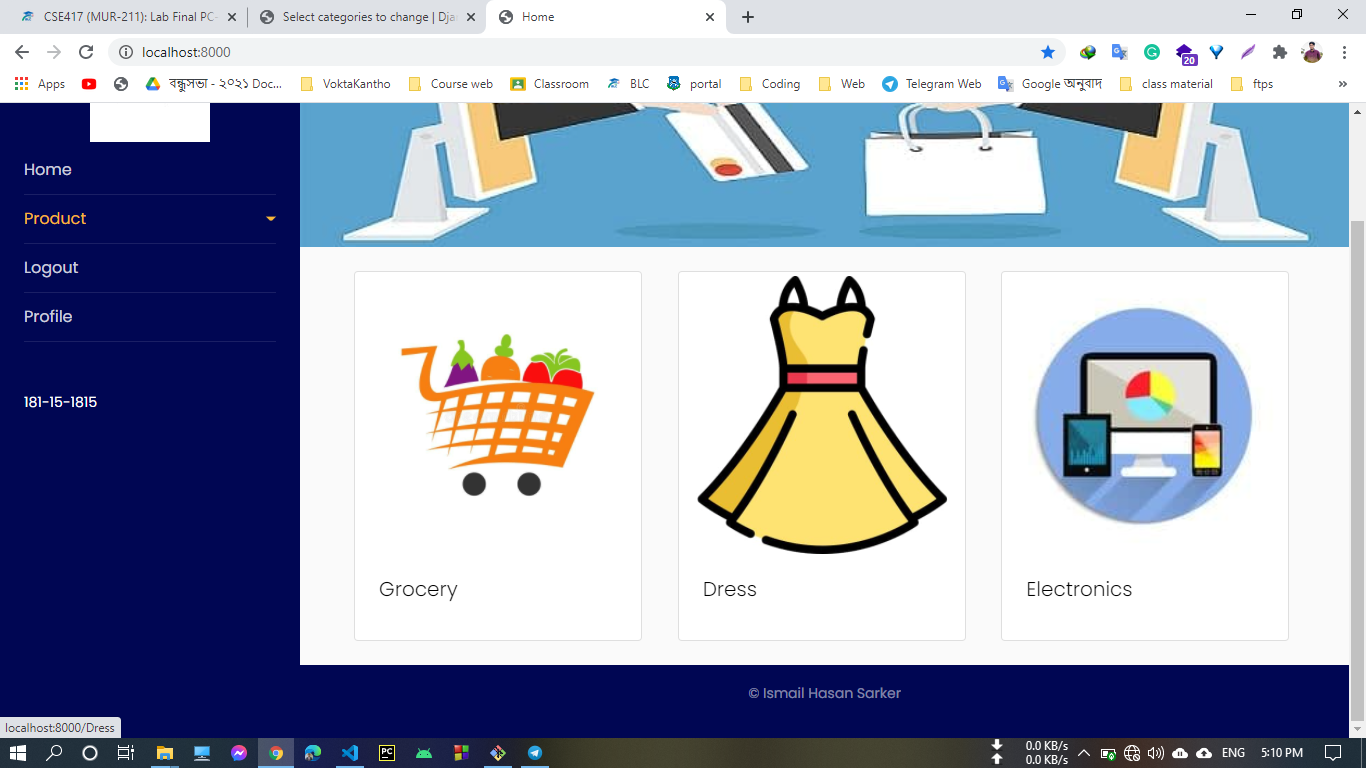 CSE417 (MUR-211): Lab Final PC-
Select categories to change | Djan
Home
localhost:8000
20
Apps
বন্ধুসভা - ২০২১ Doc...
VoktaKantho
Course web
Classroom
BLC
portal
Coding
Web
Telegram Web
Google অনুবাদ
class material
ftps
»
Home
Product
Logout
Profile
181-15-1815
Grocery
Dress
Electronics
© Ismail Hasan Sarker
localhost:8000/Dress
PC
0.0 KB/s
0.0 KB/s
ENG
5:10 PM